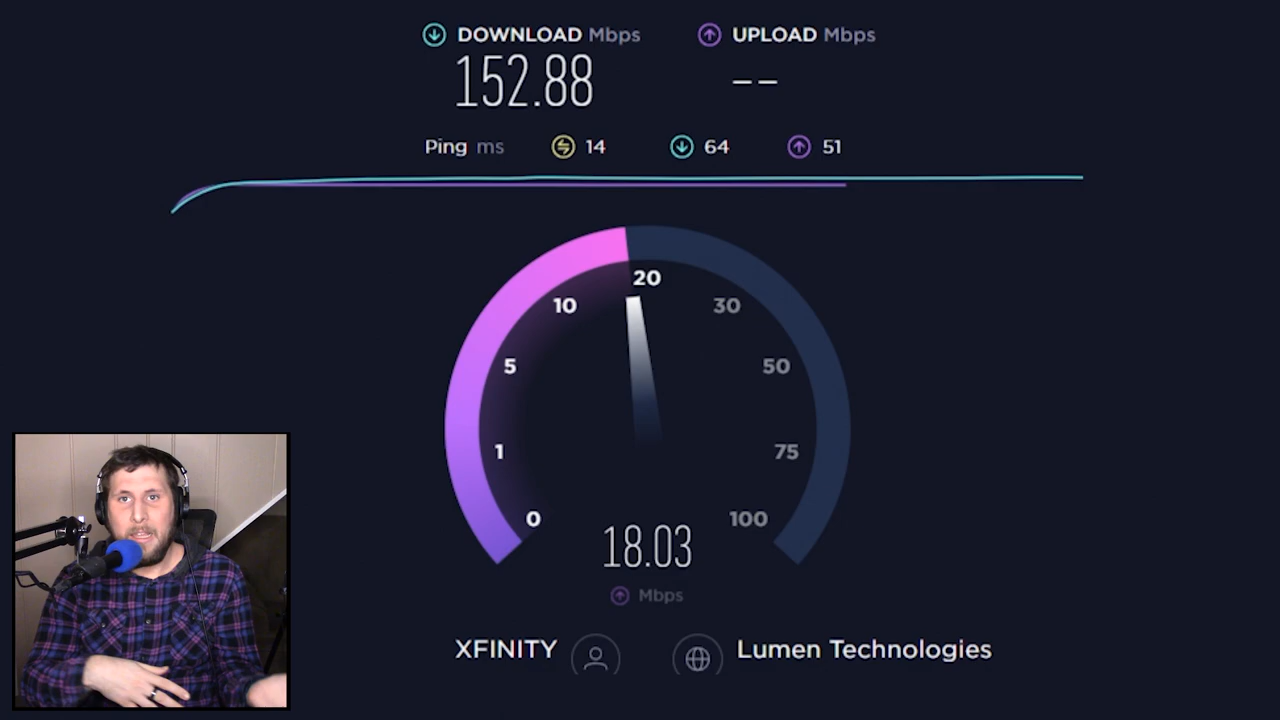 DOWNLOAD Mbps
UPLOAD Mbps
152.88
– –
Ping ms
14
64
51
20
10
30
5
50
1
75
0
100
18.03
Mbps
XFINITY
Lumen Technologies